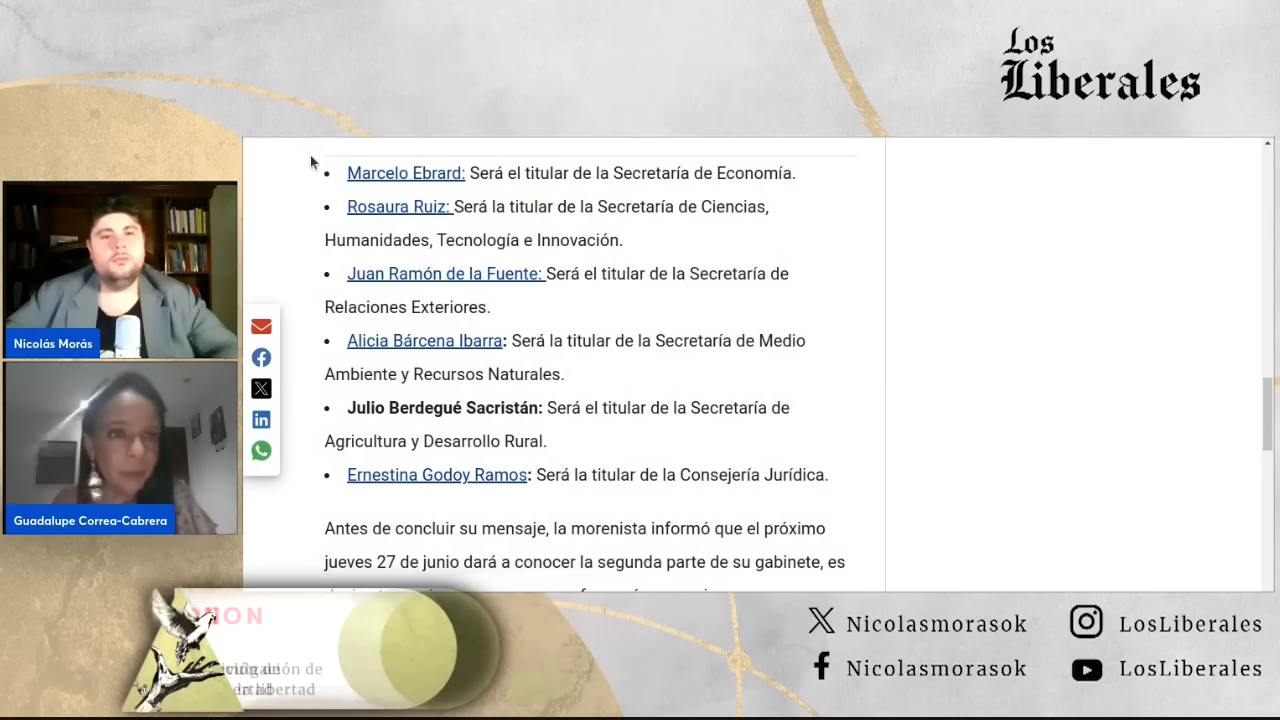 Los
Liberales
Marcelo Ebrard: Será el titular de la Secretaría de Economía.
Rosaura Ruiz: Será la titular de la Secretaría de Ciencias,
Humanidades, Tecnología e Innovación.
Juan Ramón de la Fuente: Será el titular de la Secretaría de
Relaciones Exteriores.
Alicia Bárcena Ibarra: Será la titular de la Secretaría de Medio
Ambiente y Recursos Naturales.
Julio Berdegué Sacristán: Será el titular de la Secretaría de
Agricultura y Desarrollo Rural.
Ernestina Godoy Ramos: Será la titular de la Consejería Jurídica.
Antes de concluir su mensaje, la morenista informó que el próximo
jueves 27 de junio dará a conocer la segunda parte de su gabinete, es
Nicolás Morás
Guadalupe Correa-Cabrera
Nicolasmorasok
LosLiberales
Nicolasmorasok
LosLiberales